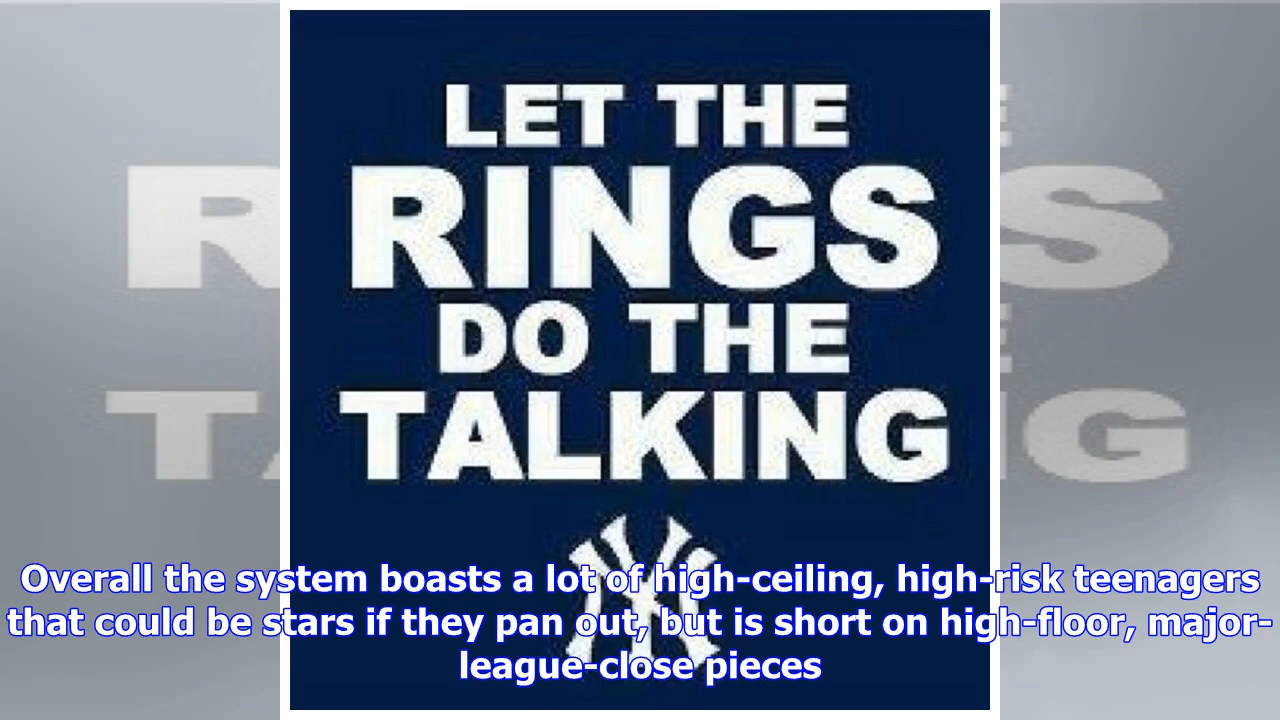 LET THE
RINGS
DO THE
TALKING
NY
Overall the system boasts a lot of high-ceiling, high-risk teenagers
that could be stars if they pan out, but is short on high-floor, major-
league-close pieces